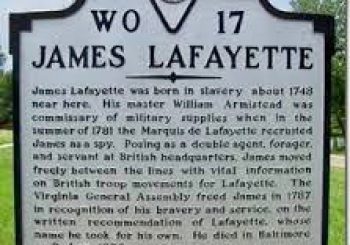 WO 17
JAMES LAFAYETTE
James Lafayette was born in slavery about 1748
near here. His master William Armistead was
commissary of military supplies when in the
summer of 1781 the Marquis de Lafayette recruited
James as a spy. Posing as a double agent, forager,
and servant at British headquarters, James moved
freely between the lines with vital information
on British troop movements for Lafayette. The
Virginia General Assembly freed James in 1787
in recognition of his bravery and service, on the
written recommendation of Lafayette, whose
name he took for his own. He died in Baltimore